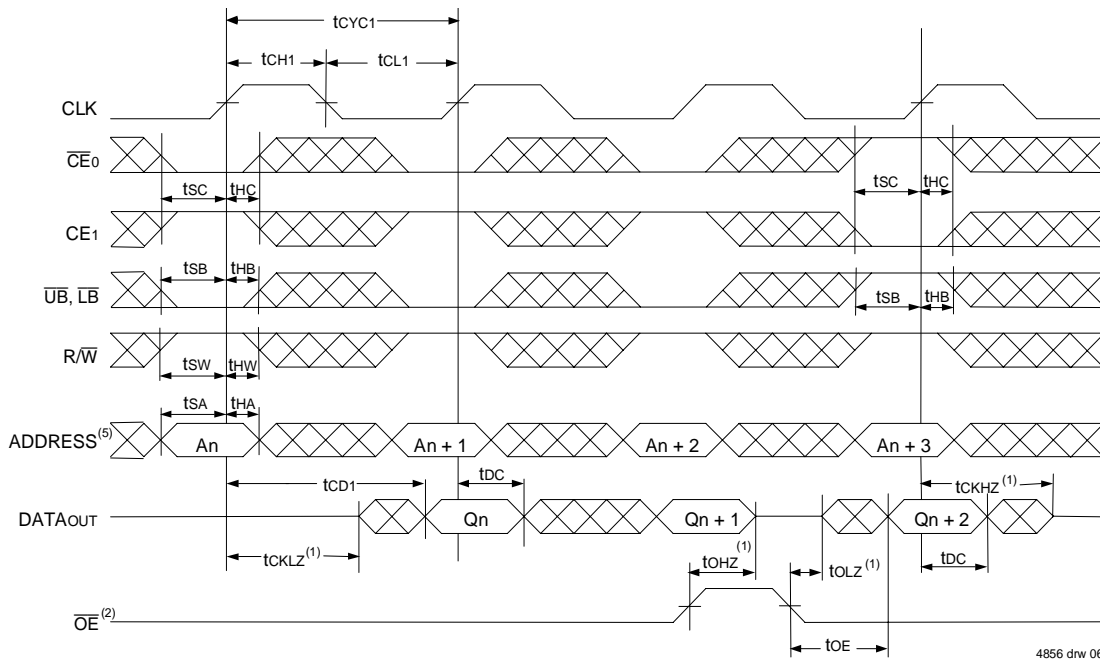 tCYC1
tCH1 tCL1
CLK
CE0
tSC tHC tSC tHC
CE1
tSB tHB
UB, LB tSB tHB
R/W
tSW tHW
tSA tHA
ADDRESS(5) An An + 1 An + 2 An + 3
tCD1 tDC tCKHZ(1)
DATAOUT Qn Qn + 1 Qn + 2
tCKLZ(1) tOHZ(1) tOLZ(1) tDC
OE(2)
tOE
4856 drw 06